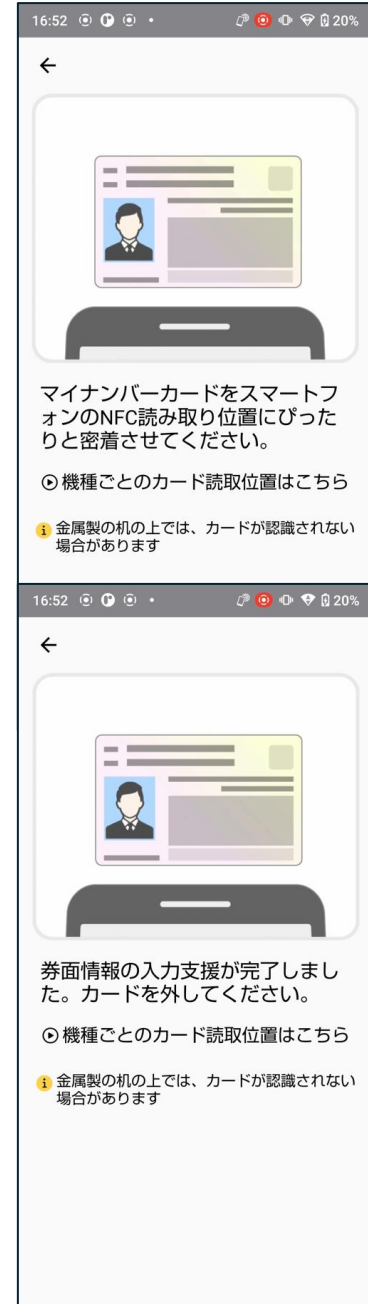 16:52 20%
マイナンバーカードをスマートフ
ォンのNFC読み取り位置にぴった
りと密着させてください。
機種ごとのカード読取位置はこちら
金属製の机の上では、カードが認識されない
場合があります
16:52 20%
券面情報の入力支援が完了しまし
た。カードを外してください。
機種ごとのカード読取位置はこちら
金属製の机の上では、カードが認識されない
場合があります